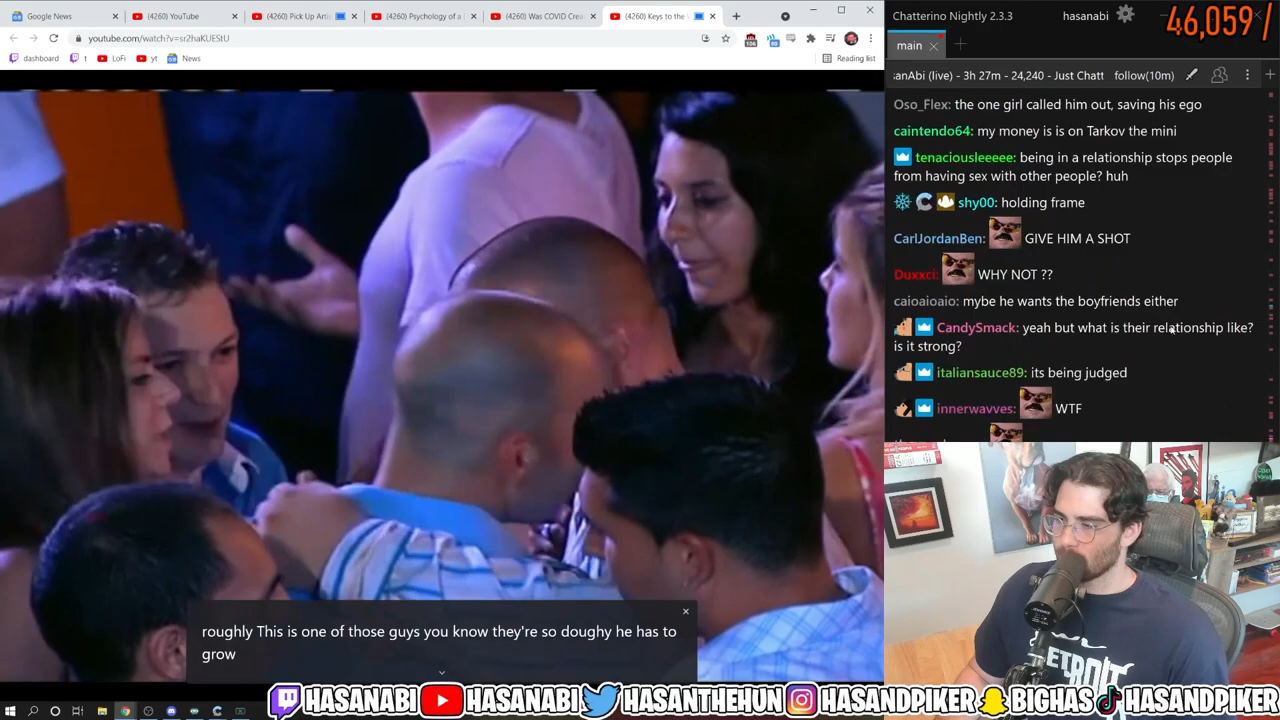 Google News
(4260) YouTube
(4260) Pick Up Artis
(4260) Psychology of a
(4260) Was COVID Crea
(4260) Keys to the V
youtube.com/watch?v=sr2haKUEStU
dashboard
t
LoFi
yt
News
Reading list
roughly This is one of those guys you know they're so doughy he has to
grow
Chatterino Nightly 2.3.3
hasanabi
46,059 /
main
anAbi (live) - 3h 27m - 24,240 - Just Chatt
follow(10m)
Oso_Flex: the one girl called him out, saving his ego
caintendo64: my money is is on Tarkov the mini
tenaciousleeeee: being in a relationship stops people
from having sex with other people? huh
shy00: holding frame
CarlJordanBen: GIVE HIM A SHOT
Duxxci: WHY NOT ??
caioaioaio: mybe he wants the boyfriends either
CandySmack: yeah but what is their relationship like?
is it strong?
italiansauce89: its being judged
innerwavves: WTF
DETROIT
HASANABI
HASANABI
HASANTHEHUN
HASANDPIKER
BIGHAS
HASANDPIKER